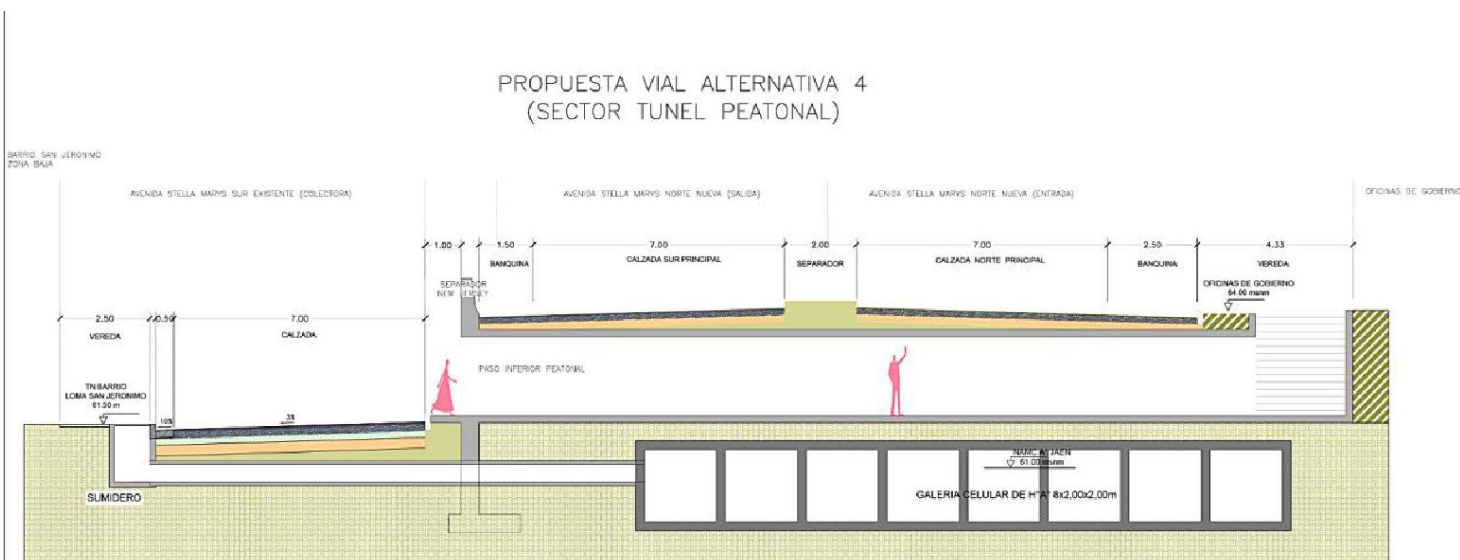 PROPUESTA VIAL ALTERNATIVA 4
(SECTOR TUNEL PEATONAL)
BARRIO SAN JERONIMO
ZONA BAJA
AVENIDA STELLA MARYS SUR EXISTENTE (COLECTORA)
AVENIDA STELLA MARYS NORTE NUEVA (SALIDA)
AVENIDA STELLA MARYS NORTE NUEVA (ENTRADA)
OFICINAS DE GOBIERNO
1.00
1.50
7.00
2.00
7.00
2.50
4.33
BANQUINA
CALZADA SUR PRINCIPAL
SEPARADOR
CALZADA NORTE PRINCIPAL
BANQUINA
VEREDA
SEPARADOR
NEW JERSEY
OFICINAS DE GOBIERNO
64.00 msnm
2.50
0.50
7.00
VEREDA
CALZADA
PASO INFERIOR PEATONAL
TN BARRIO
LOMA SAN JERONIMO
61.50 m
10%
3%
SUMIDERO
61.00 msnm
GALERIA CELULAR DE H°A° 8x2,00x2,00m